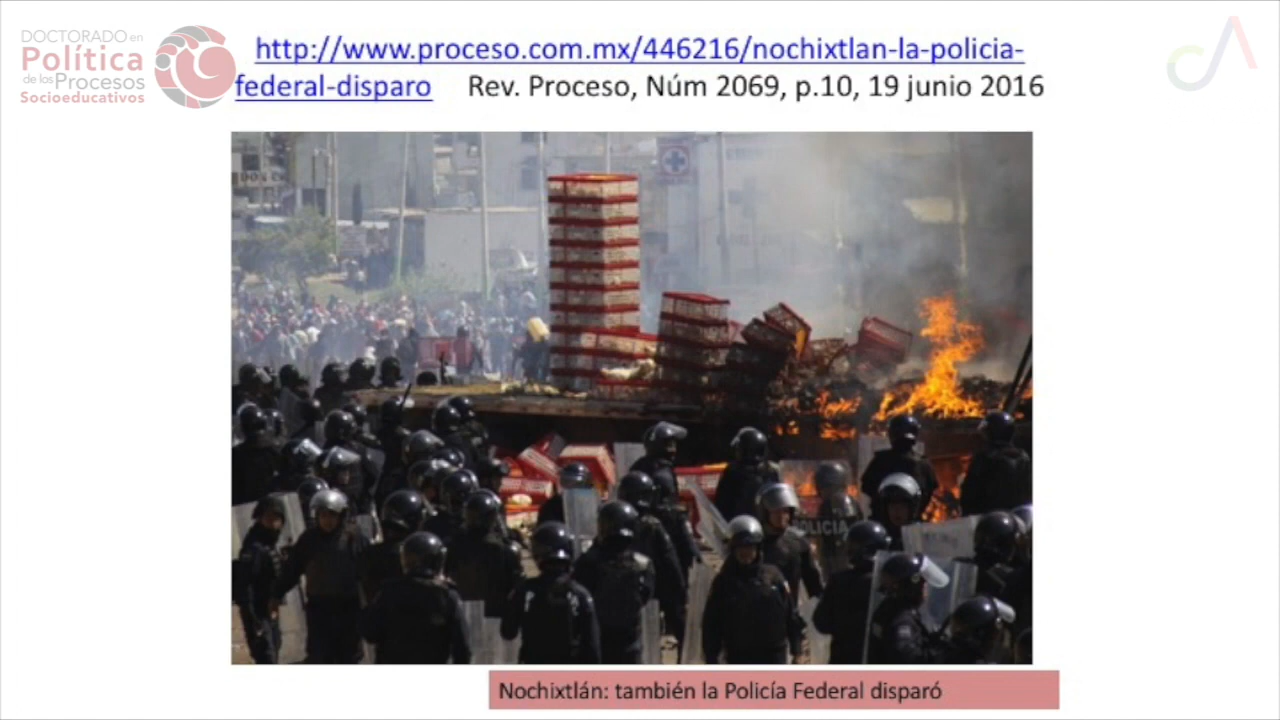 DOCTORADO en
Política
de los Procesos
Socioeducativos
http://www.proceso.com.mx/446216/nochixtlan-la-policia-
federal-disparo Rev. Proceso, Núm 2069, p.10, 19 junio 2016
POLICIA
Nochixtlán: también la Policía Federal disparó